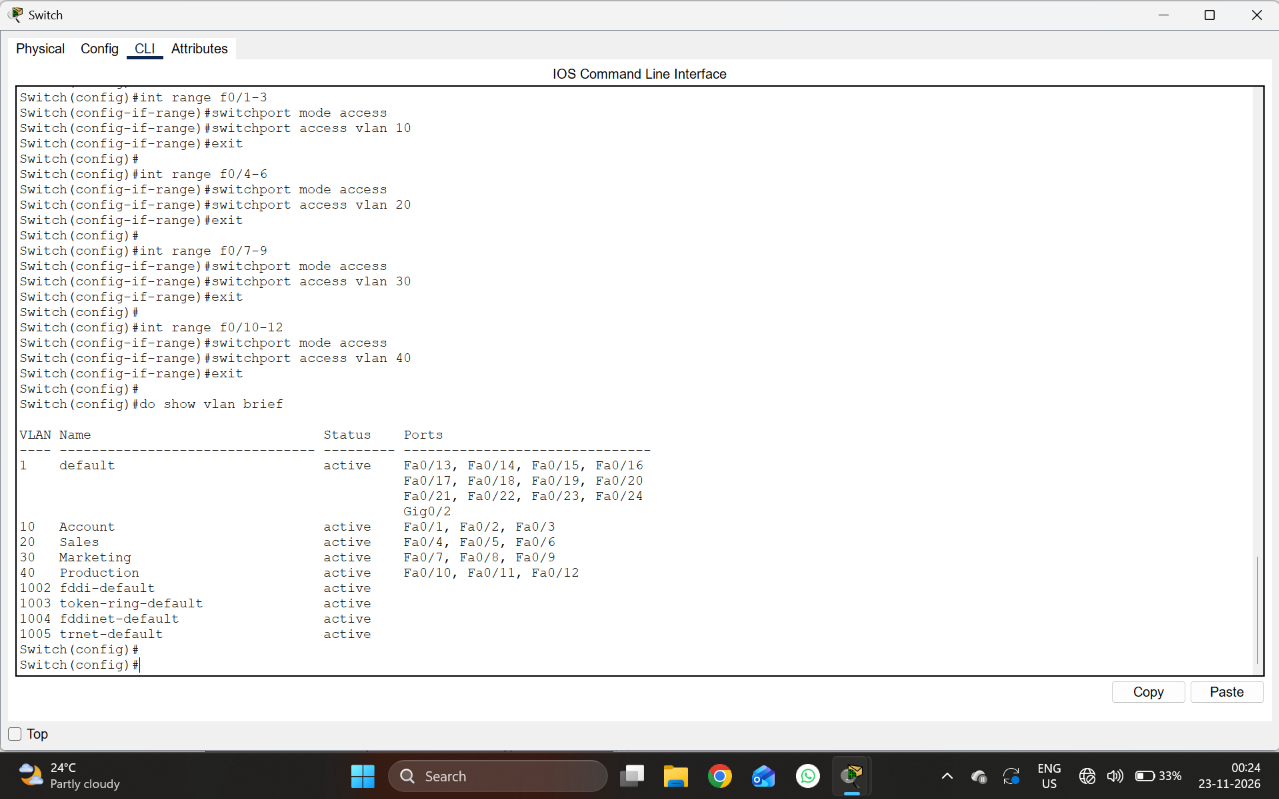 Switch
Physical Config CLI Attributes
IOS Command Line Interface
Switch(config)#int range f0/1-3
Switch(config-if-range)#switchport mode access
Switch(config-if-range)#switchport access vlan 10
Switch(config-if-range)#exit
Switch(config)#
Switch(config)#int range f0/4-6
Switch(config-if-range)#switchport mode access
Switch(config-if-range)#switchport access vlan 20
Switch(config-if-range)#exit
Switch(config)#
Switch(config)#int range f0/7-9
Switch(config-if-range)#switchport mode access
Switch(config-if-range)#switchport access vlan 30
Switch(config-if-range)#exit
Switch(config)#
Switch(config)#int range f0/10-12
Switch(config-if-range)#switchport mode access
Switch(config-if-range)#switchport access vlan 40
Switch(config-if-range)#exit
Switch(config)#
Switch(config)#do show vlan brief
VLAN Name                             Status    Ports
---- -------------------------------- --------- -------------------------------
1    default                          active    Fa0/13, Fa0/14, Fa0/15, Fa0/16
                                                Fa0/17, Fa0/18, Fa0/19, Fa0/20
                                                Fa0/21, Fa0/22, Fa0/23, Fa0/24
                                                Gig0/2
10   Account                          active    Fa0/1, Fa0/2, Fa0/3
20   Sales                            active    Fa0/4, Fa0/5, Fa0/6
30   Marketing                        active    Fa0/7, Fa0/8, Fa0/9
40   Production                       active    Fa0/10, Fa0/11, Fa0/12
1002 fddi-default                     active
1003 token-ring-default               active
1004 fddinet-default                  active
1005 trnet-default                    active
Switch(config)#
Switch(config)#
Copy Paste
Top
24°C
Partly cloudy
Search
ENG
US
33%
00:24
23-11-2026